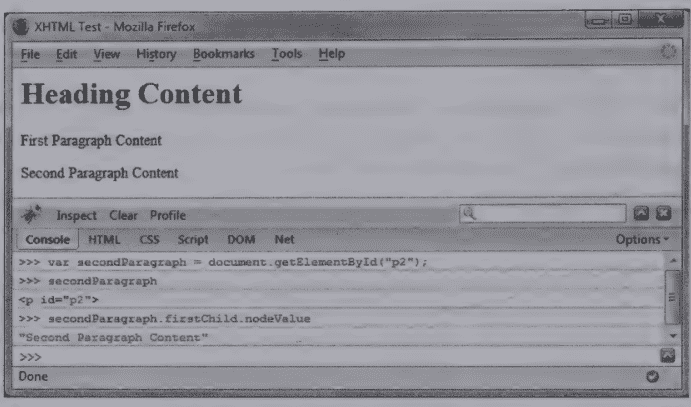 XHTML Test - Mozilla Firefox
File Edit View History Bookmarks Tools Help
Heading Content
First Paragraph Content
Second Paragraph Content
Inspect Clear Profile
Console HTML CSS Script DOM Net Options
>>> var secondParagraph = document.getElementById("p2");
>>> secondParagraph
<p id="p2">
>>> secondParagraph.firstChild.nodeValue
"Second Paragraph Content"
>>>
Done